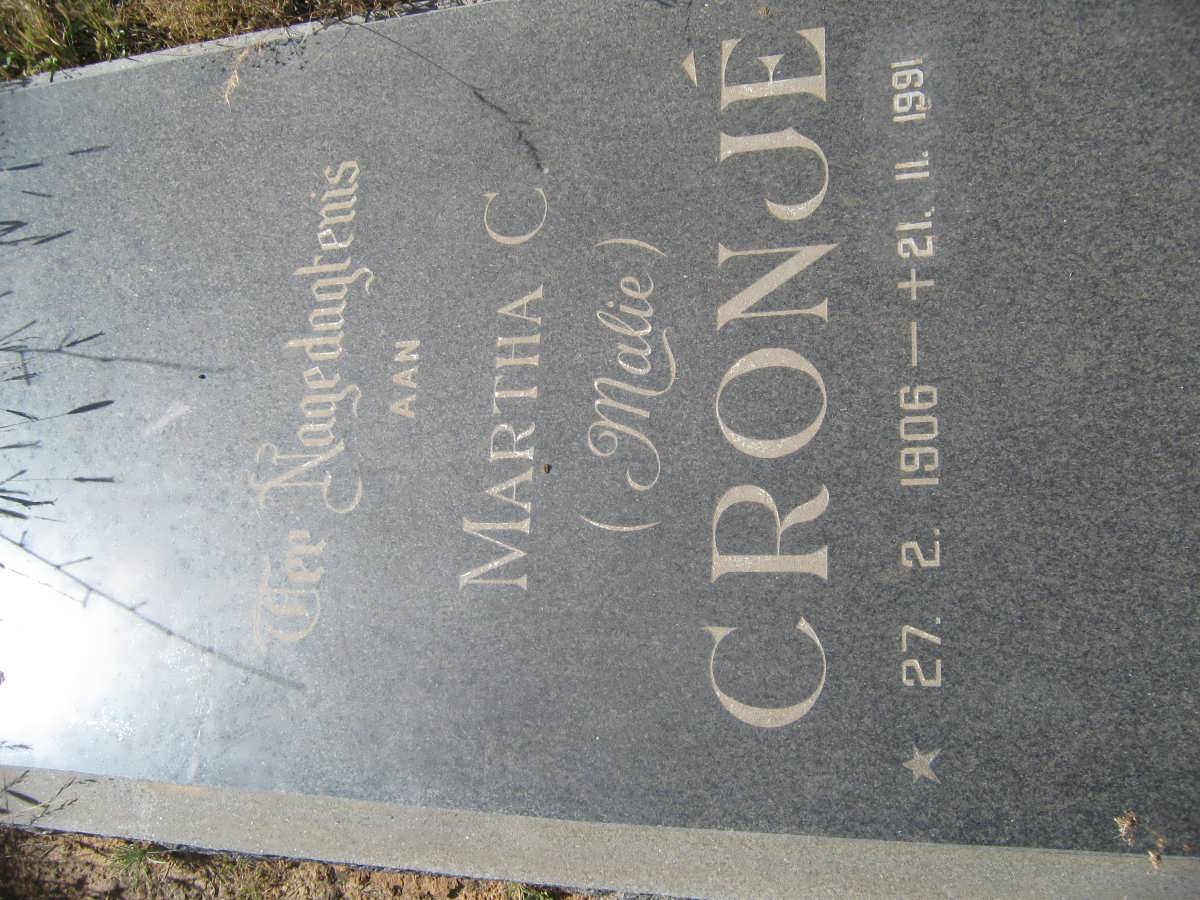 Ter Nagedagtenis
AAN
MARTHA C.
(Malie)
CRONJÉ
★ 27. 2. 1906 — + 21. 11. 1991